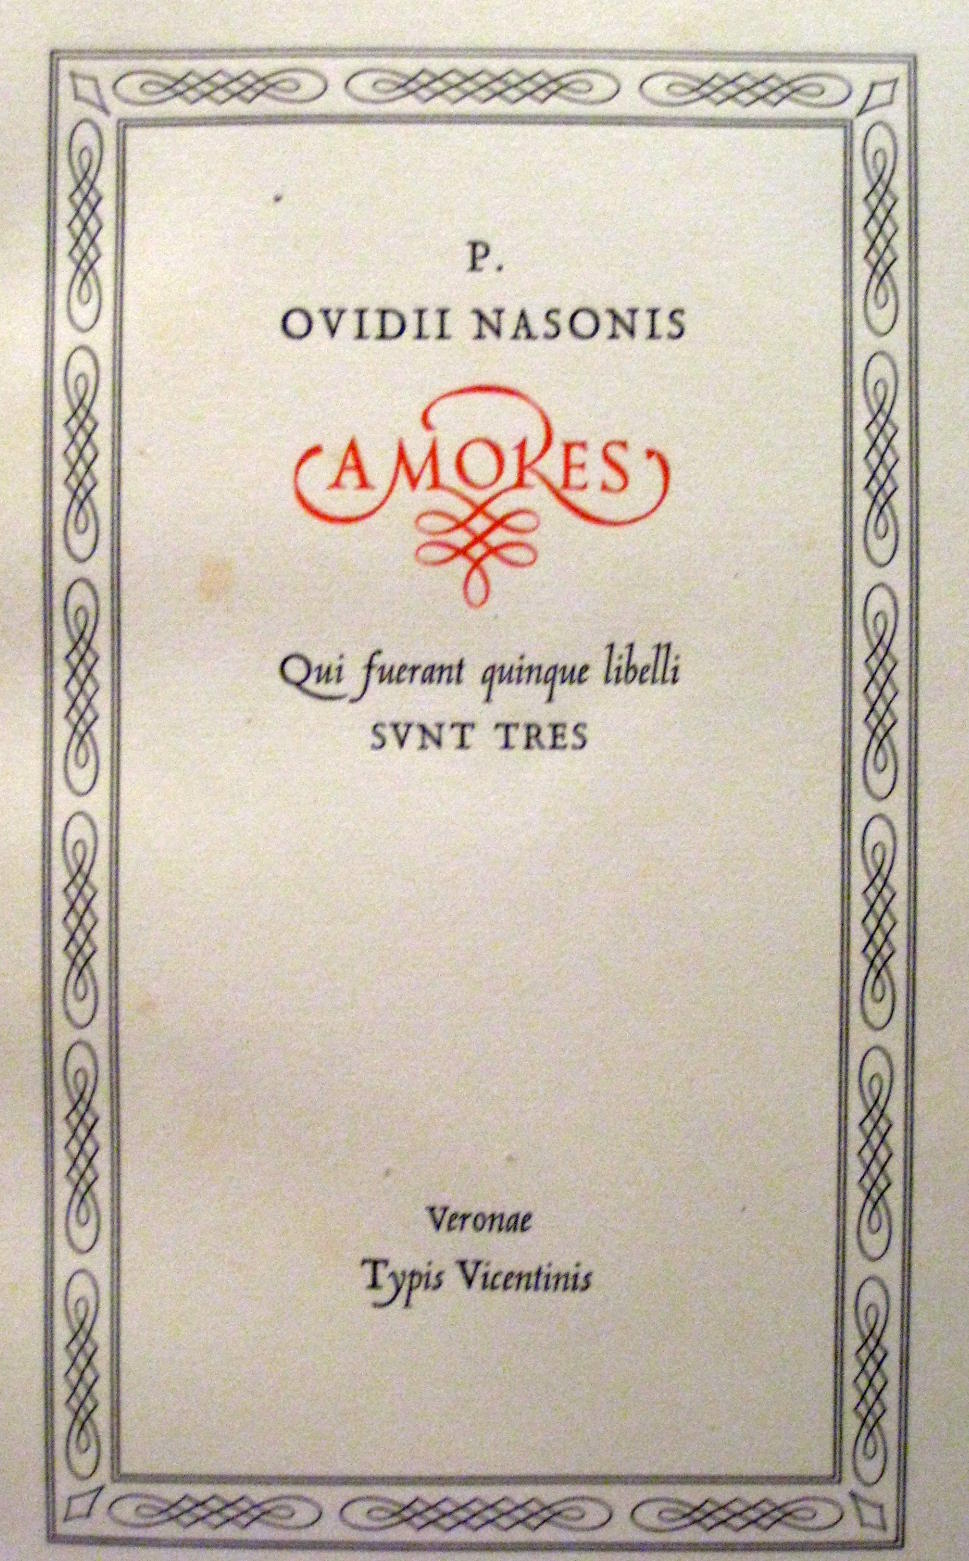 P.
OVIDII NASONIS
AMORES
Qui fuerant quinque libelli
SVNT TRES
Veronae
Typis Vicentinis